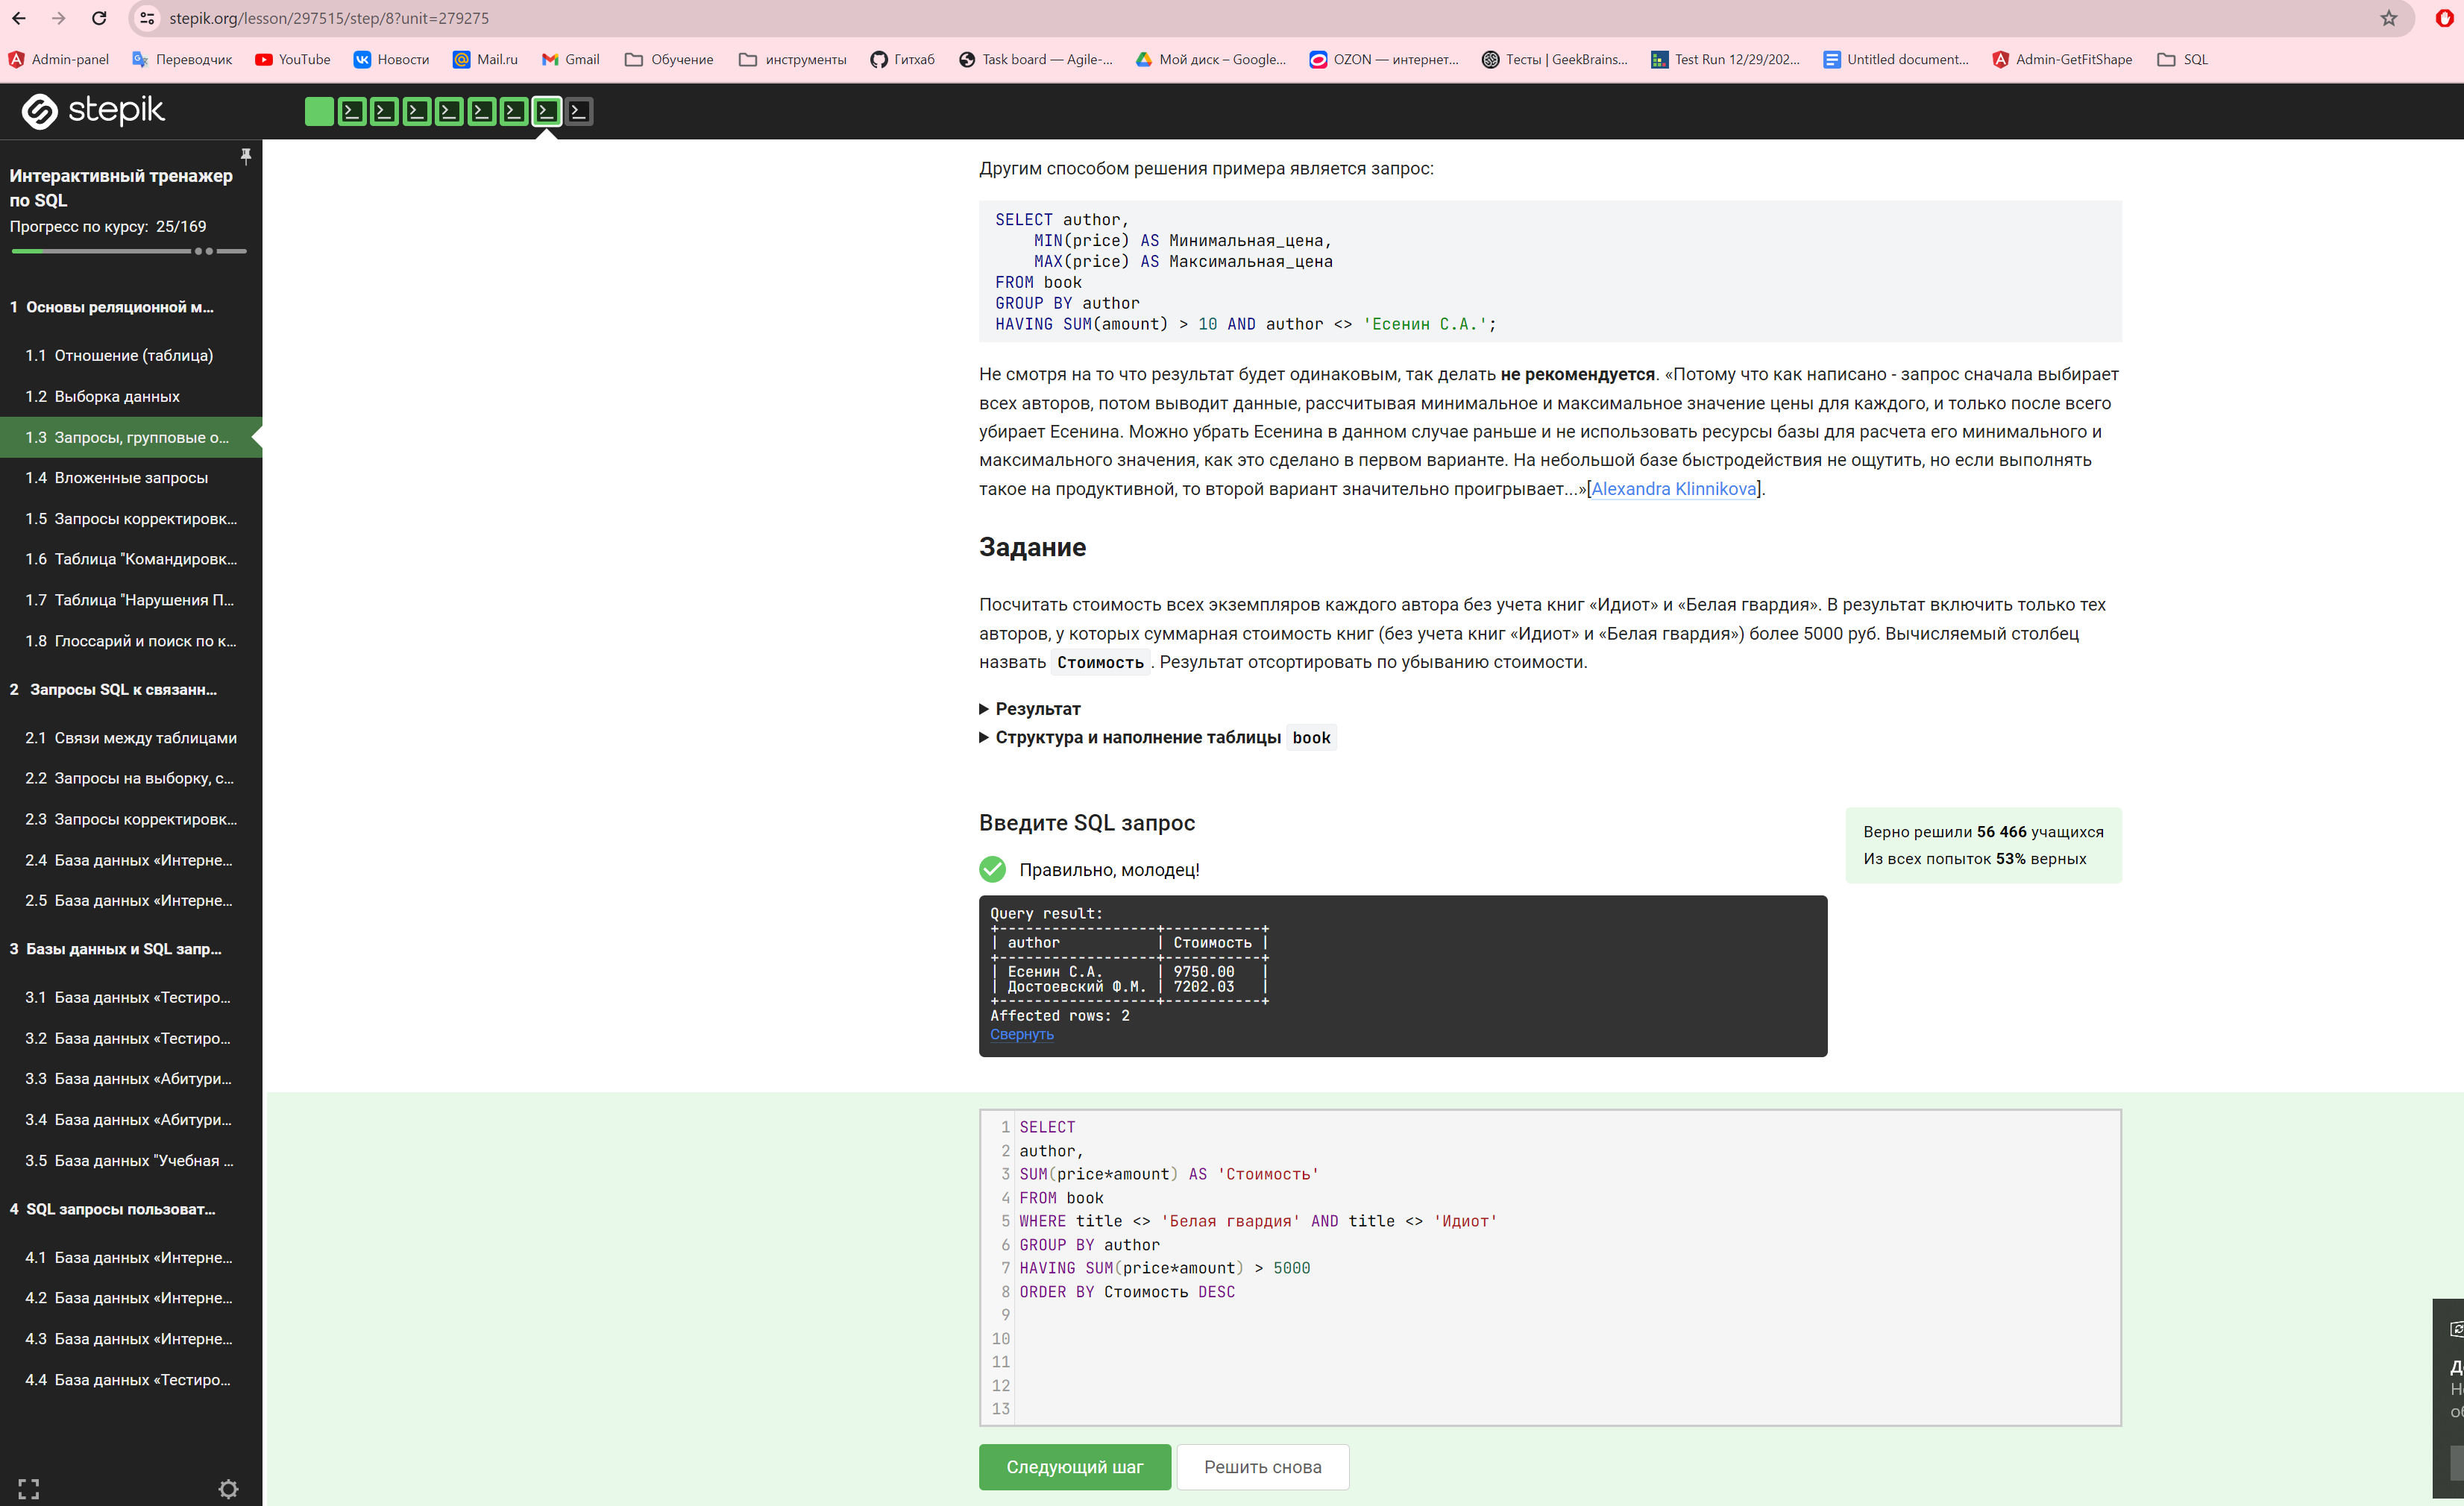 stepik.org/lesson/297515/step/8?unit=279275
Admin-panel Переводчик YouTube Новости Mail.ru Gmail Обучение инструменты Гитхаб Task board — Agile-... Мой диск – Google... OZON — интернет... Тесты | GeekBrains... Test Run 12/29/202... Untitled document... Admin-GetFitShape SQL
stepik
Интерактивный тренажер
по SQL
Прогресс по курсу: 25/169
1 Основы реляционной м...
1.1 Отношение (таблица)
1.2 Выборка данных
1.3 Запросы, групповые о...
1.4 Вложенные запросы
1.5 Запросы корректировк...
1.6 Таблица "Командировк...
1.7 Таблица "Нарушения П...
1.8 Глоссарий и поиск по к...
2 Запросы SQL к связанн...
2.1 Связи между таблицами
2.2 Запросы на выборку, с...
2.3 Запросы корректировк...
2.4 База данных «Интерне...
2.5 База данных «Интерне...
3 Базы данных и SQL запр...
3.1 База данных «Тестиро...
3.2 База данных «Тестиро...
3.3 База данных «Абитури...
3.4 База данных «Абитури...
3.5 База данных "Учебная ...
4 SQL запросы пользоват...
4.1 База данных «Интерне...
4.2 База данных «Интерне...
4.3 База данных «Интерне...
4.4 База данных «Тестиро...
Другим способом решения примера является запрос:
SELECT author,
MIN(price) AS Минимальная_цена,
MAX(price) AS Максимальная_цена
FROM book
GROUP BY author
HAVING SUM(amount) > 10 AND author <> 'Есенин С.А.';
Не смотря на то что результат будет одинаковым, так делать не рекомендуется. «Потому что как написано - запрос сначала выбирает
всех авторов, потом выводит данные, рассчитывая минимальное и максимальное значение цены для каждого, и только после всего
убирает Есенина. Можно убрать Есенина в данном случае раньше и не использовать ресурсы базы для расчета его минимального и
максимального значения, как это сделано в первом варианте. На небольшой базе быстродействия не ощутить, но если выполнять
такое на продуктивной, то второй вариант значительно проигрывает...»[Alexandra Klinnikova].
Задание
Посчитать стоимость всех экземпляров каждого автора без учета книг «Идиот» и «Белая гвардия». В результат включить только тех
авторов, у которых суммарная стоимость книг (без учета книг «Идиот» и «Белая гвардия») более 5000 руб. Вычисляемый столбец
назвать Стоимость. Результат отсортировать по убыванию стоимости.
Результат
Структура и наполнение таблицы book
Введите SQL запрос
Верно решили 56 466 учащихся
Из всех попыток 53% верных
Правильно, молодец!
Query result:
+------------------+-----------+
| author | Стоимость |
+------------------+-----------+
| Есенин С.А. | 9750.00 |
| Достоевский Ф.М. | 7202.03 |
+------------------+-----------+
Affected rows: 2
Свернуть
1 SELECT
2 author,
3 SUM(price*amount) AS 'Стоимость'
4 FROM book
5 WHERE title <> 'Белая гвардия' AND title <> 'Идиот'
6 GROUP BY author
7 HAVING SUM(price*amount) > 5000
8 ORDER BY Стоимость DESC
9
10
11
12
13
Следующий шаг Решить снова